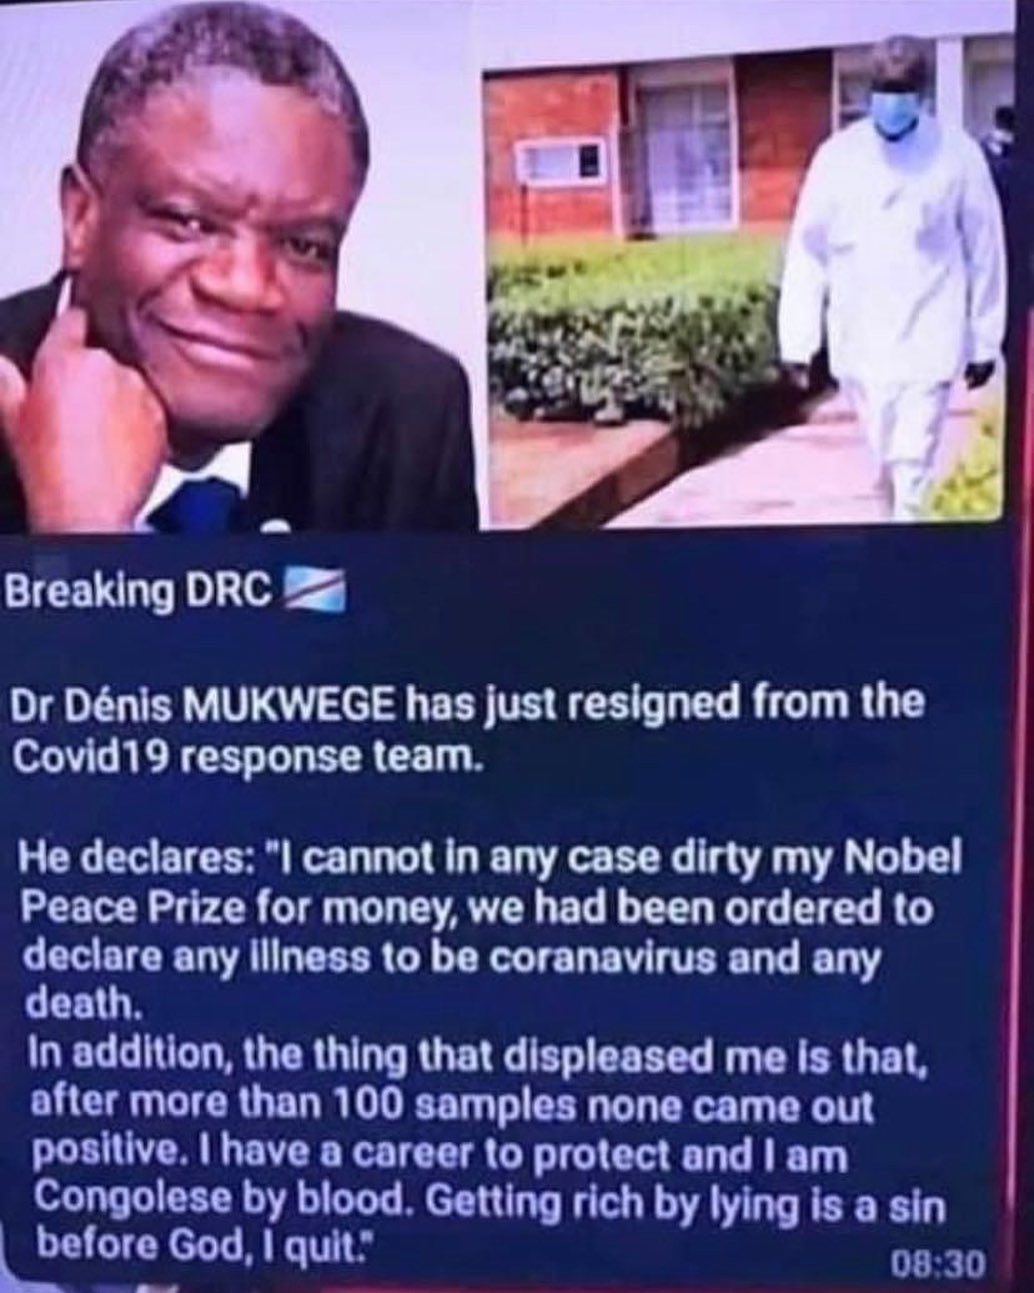 Breaking DRC 🇨🇩
Dr Dénis MUKWEGE has just resigned from the
Covid19 response team.
He declares: "I cannot in any case dirty my Nobel
Peace Prize for money, we had been ordered to
declare any illness to be coranavirus and any
death.
In addition, the thing that displeased me is that,
after more than 100 samples none came out
positive. I have a career to protect and I am
Congolese by blood. Getting rich by lying is a sin
before God, I quit."
08:30